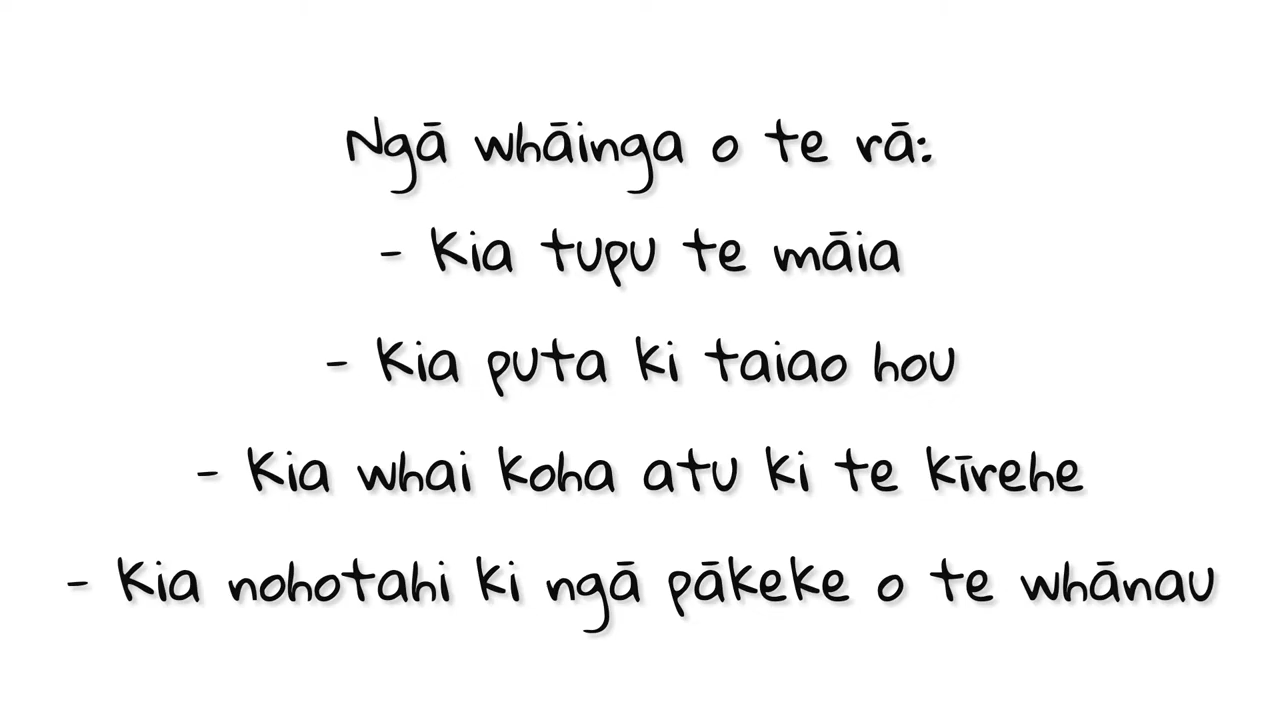 Ngā whāinga o te rā:
- Kia tupu te māia
- Kia puta ki taiao hou
- Kia whai koha atu ki te kīrehe
- Kia nohotahi ki ngā pākeke o te whānau